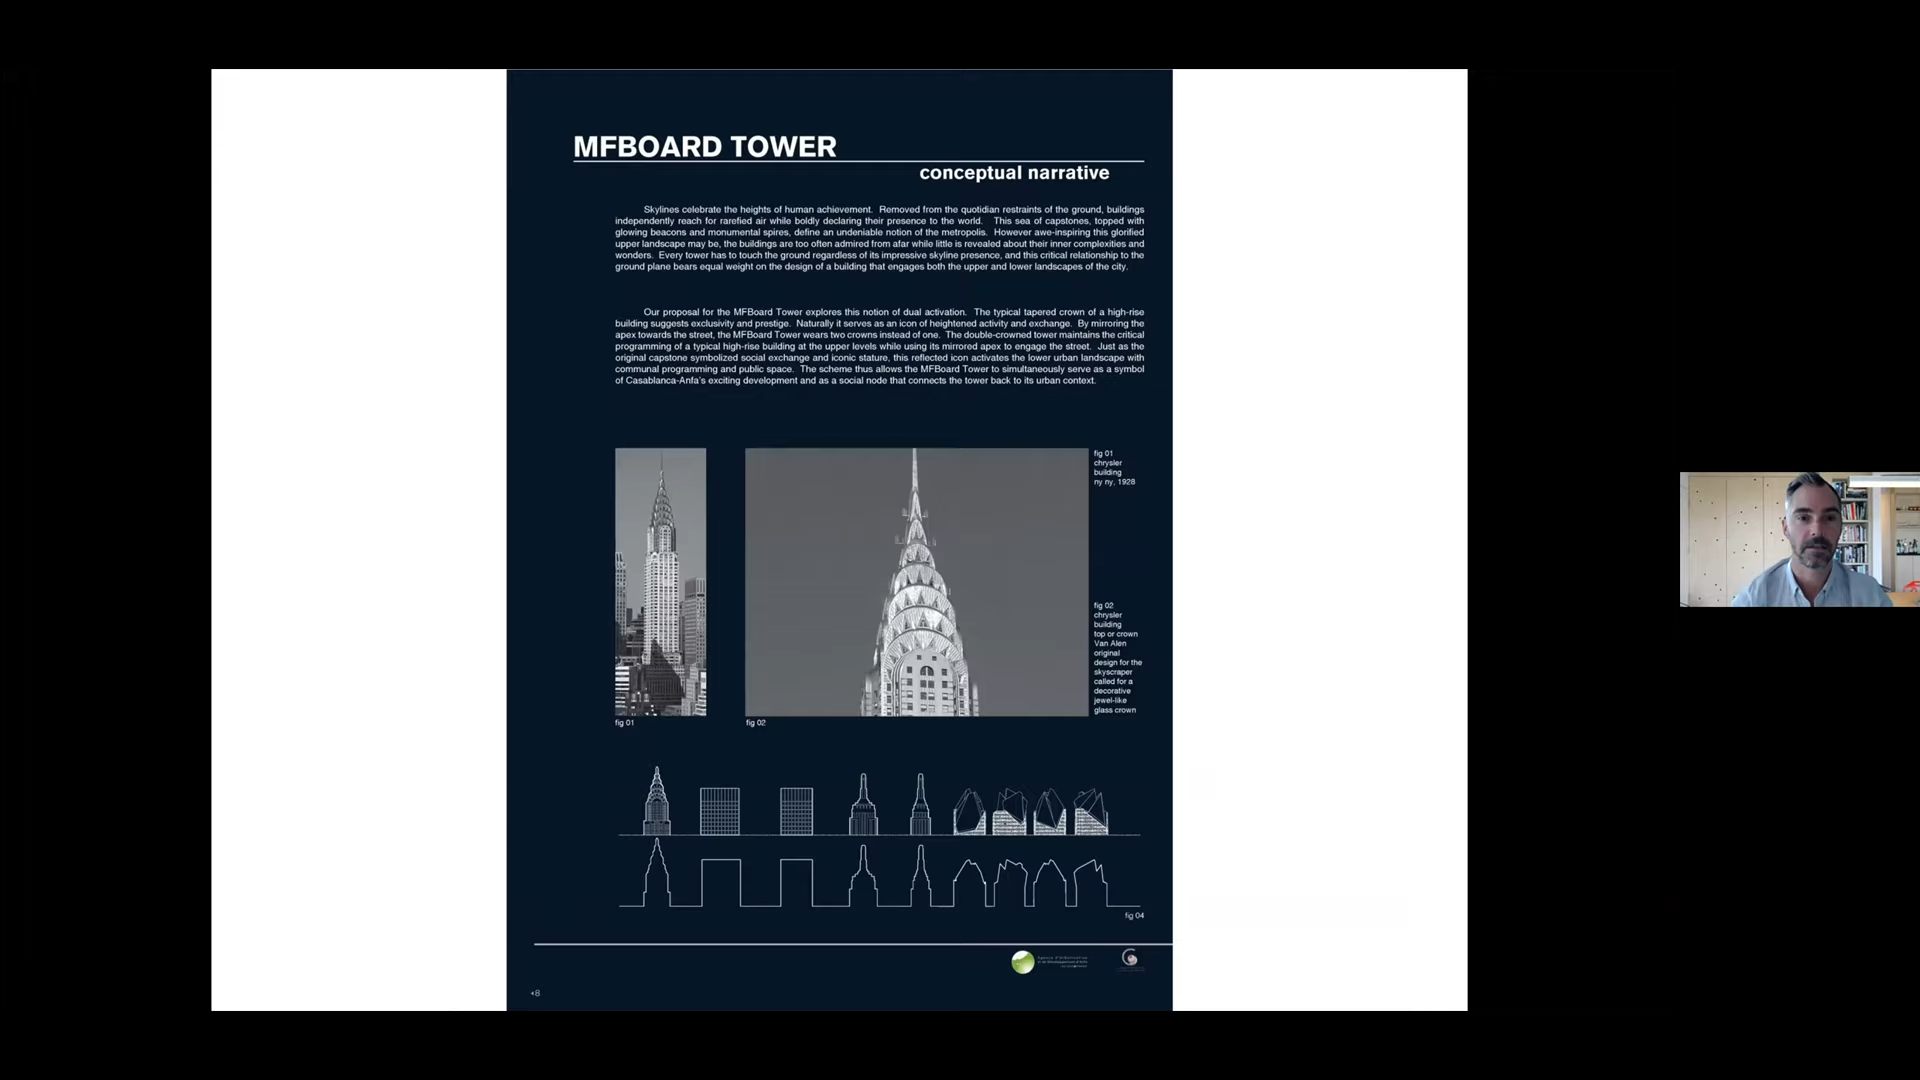 MFBOARD TOWER
conceptual narrative
Skylines celebrate the heights of human achievement. Removed from the quotidian restraints of the ground, buildings
independently reach for rarefied air while boldly declaring their presence to the world. This sea of capstones, topped with
glowing beacons and monumental spires, define an undeniable notion of the metropolis. However awe-inspiring this glorified
upper landscape may be, the buildings are too often admired from afar while little is revealed about their inner complexities and
wonders. Every tower has to touch the ground regardless of its impressive skyline presence, and this critical relationship to the
ground plane bears equal weight on the design of a building that engages both the upper and lower landscapes of the city.
Our proposal for the MFBoard Tower explores this notion of dual activation. The typical tapered crown of a high-rise
building suggests exclusivity and prestige. Naturally it serves as an icon of heightened activity and exchange. By mirroring the
apex towards the street, the MFBoard Tower wears two crowns instead of one. The double-crowned tower maintains the critical
programming of a typical high-rise building at the upper levels while using its mirrored apex to engage the street. Just as the
original capstone symbolized social exchange and iconic stature, this reflected icon activates the lower urban landscape with
communal programming and public space. The scheme thus allows the MFBoard Tower to simultaneously serve as a symbol
of Casablanca-Anfa's exciting development and as a social node that connects the tower back to its urban context.
fig 01
chrysler
building
ny ny, 1928
fig 02
chrysler
building
top or crown
Van Alen
original
design for the
skyscraper
called for a
decorative
jewel-like
glass crown
fig 01
fig 02
fig 04
+8